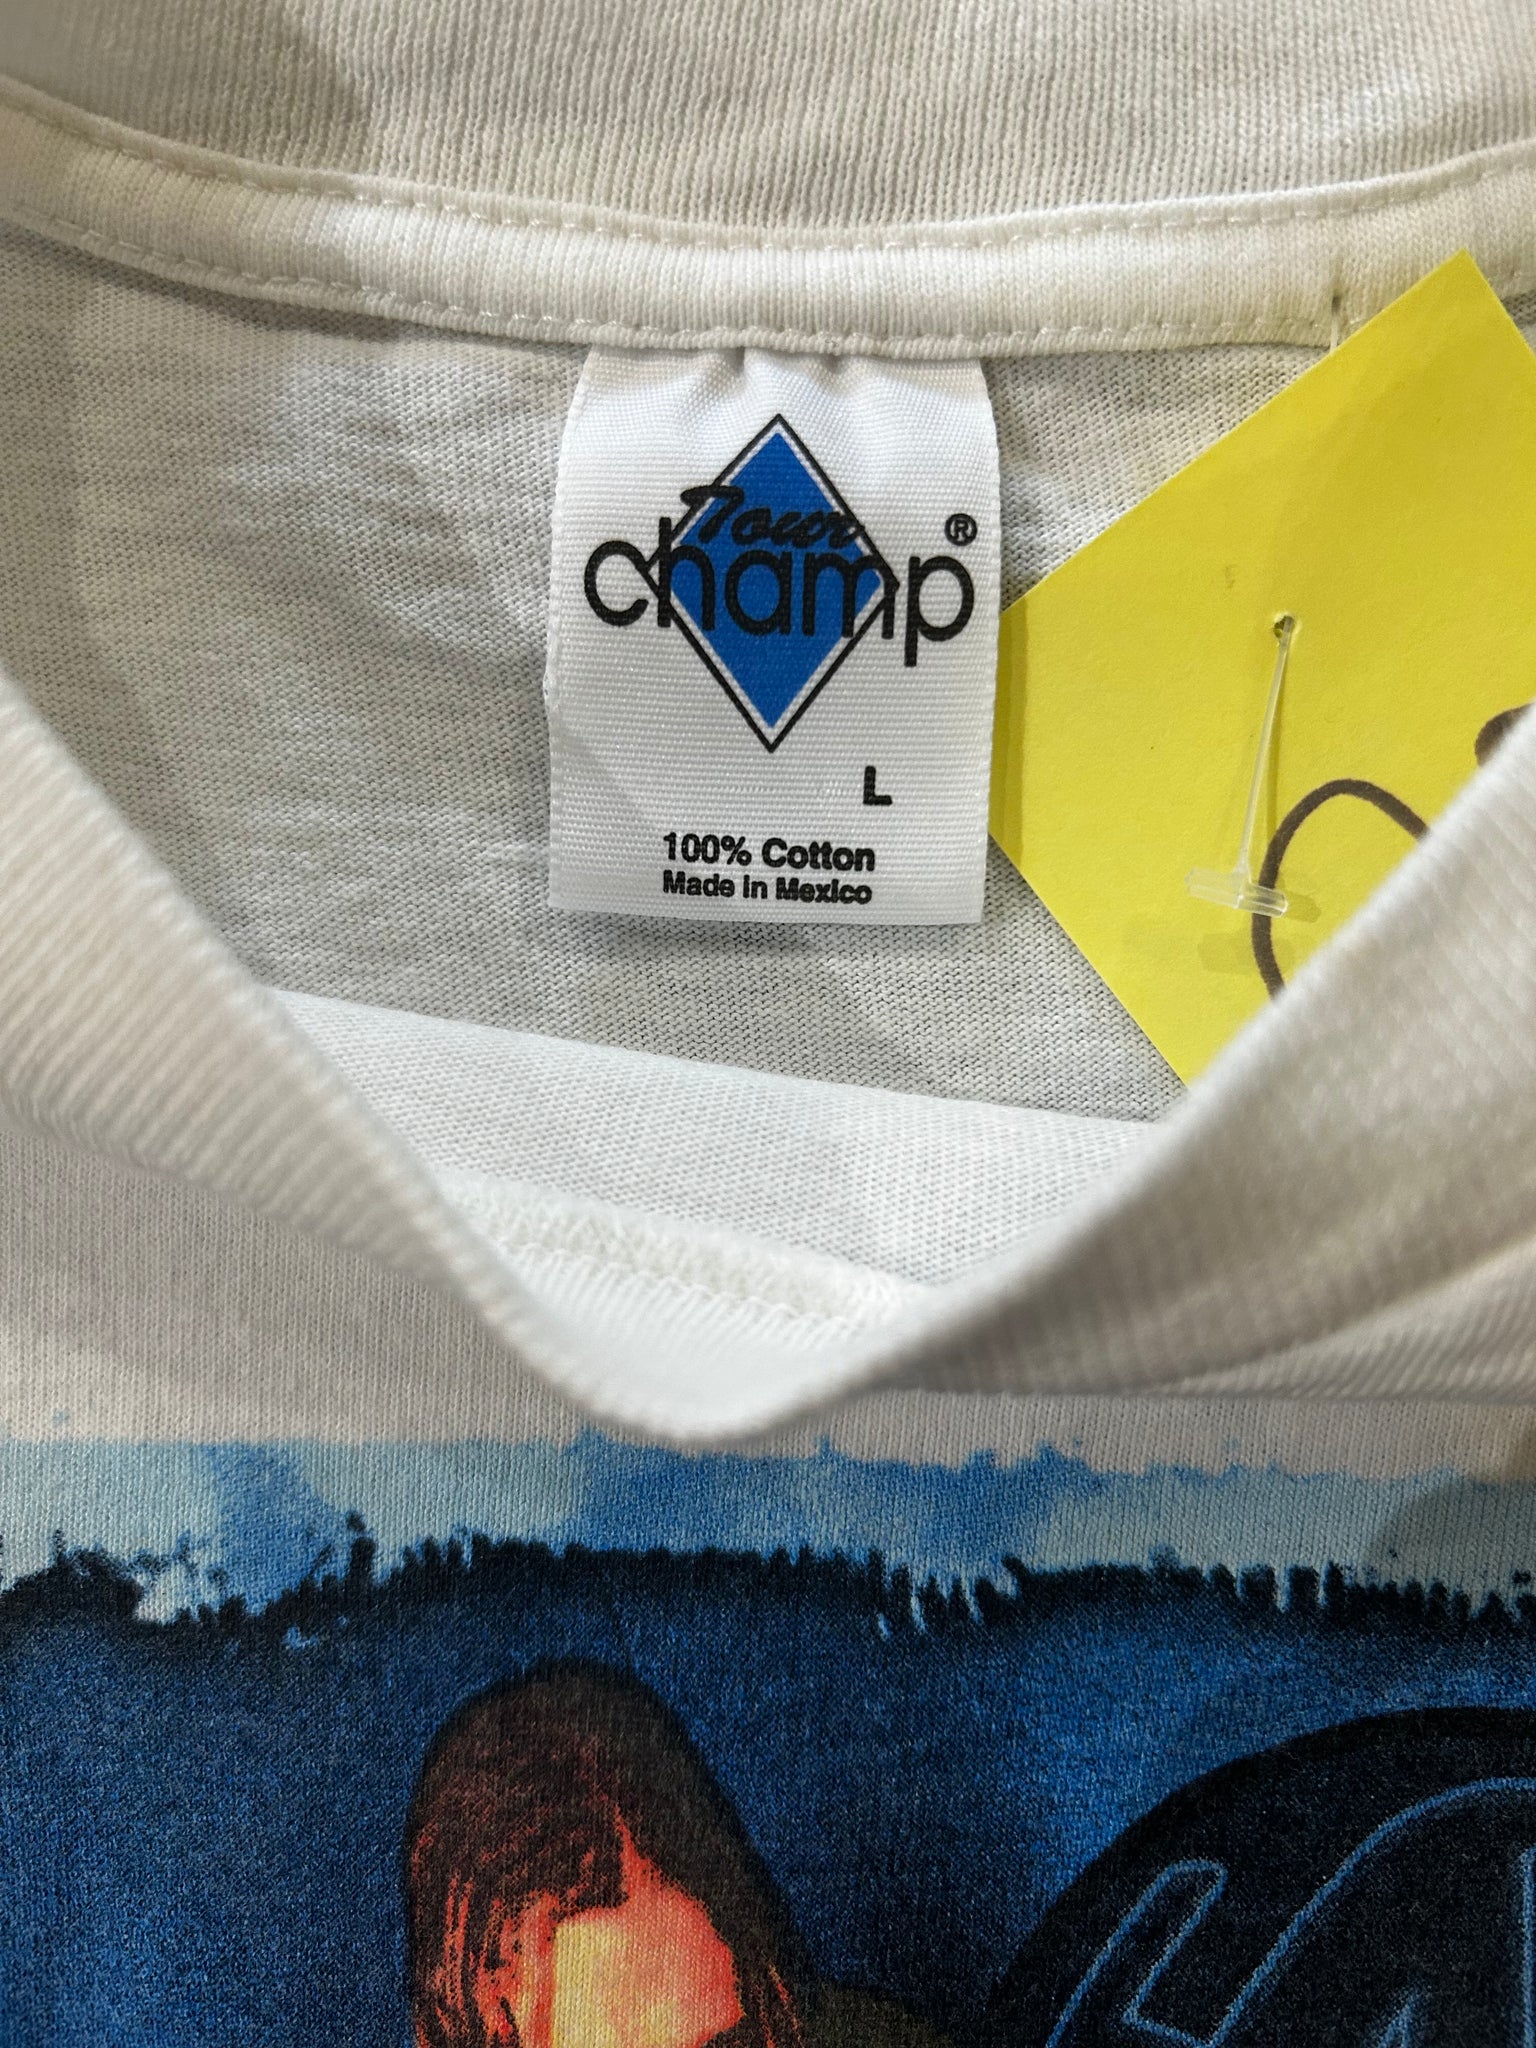 Tour
champ®
L
100% Cotton
Made in Mexico